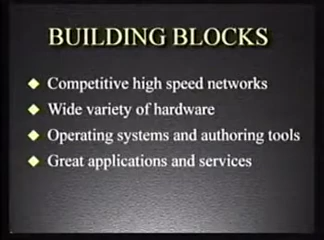 BUILDING BLOCKS
Competitive high speed networks
Wide variety of hardware
Operating systems and authoring tools
Great applications and services